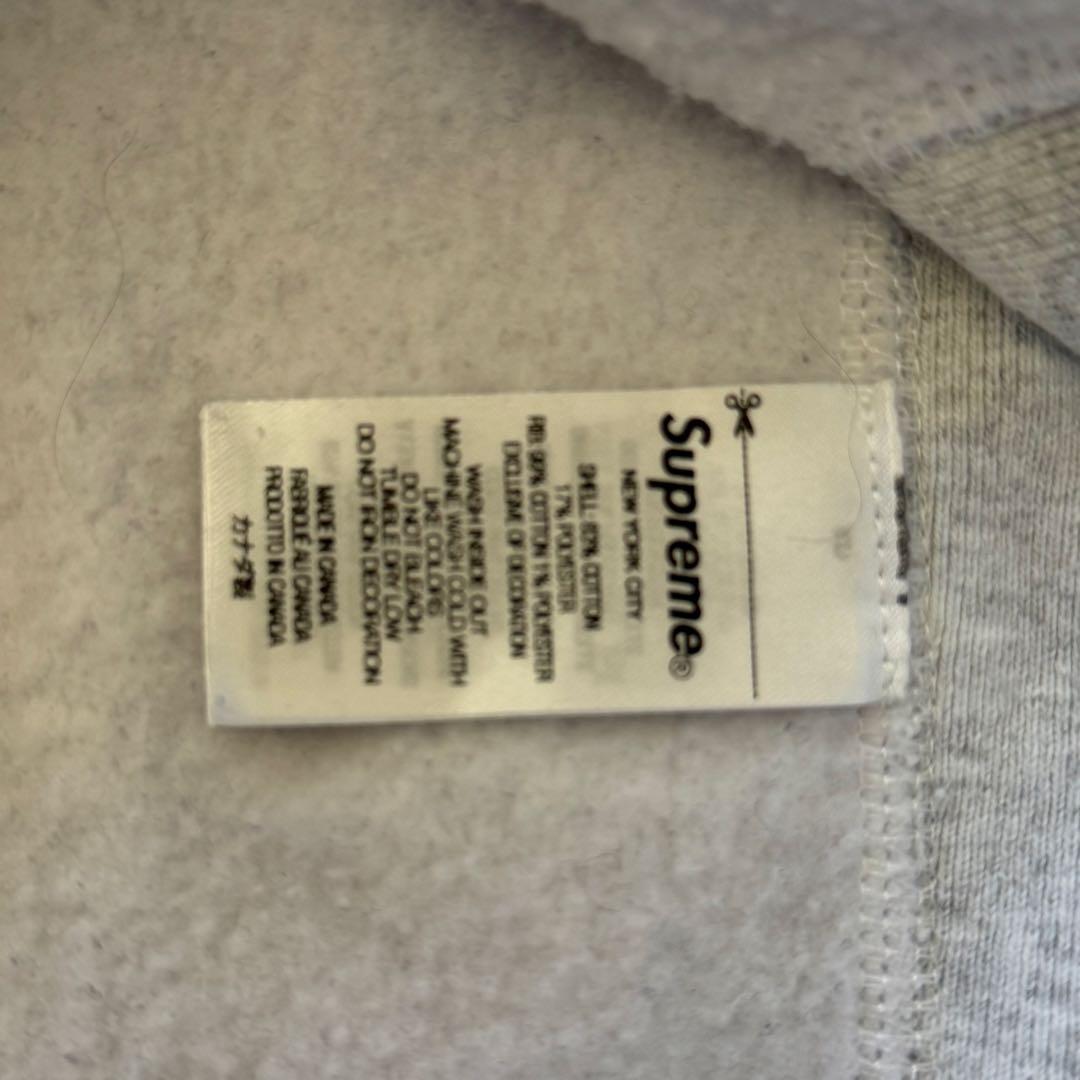 Supreme®
NEW YORK CITY
SHELL: 83% COTTON
17% POLYESTER
COTTON 1% POLYESTER
EXCLUSIVE OF DECORATION
WASH INSIDE OUT
MACHINE WASH COLD WITH
LIKE COLORS
DO NOT BLEACH
TUMBLE DRY LOW
DO NOT IRON DECORATION
MADE IN CANADA
FABRIQUÉ AU CANADA
PRODOTTO IN CANADA
カナダ製